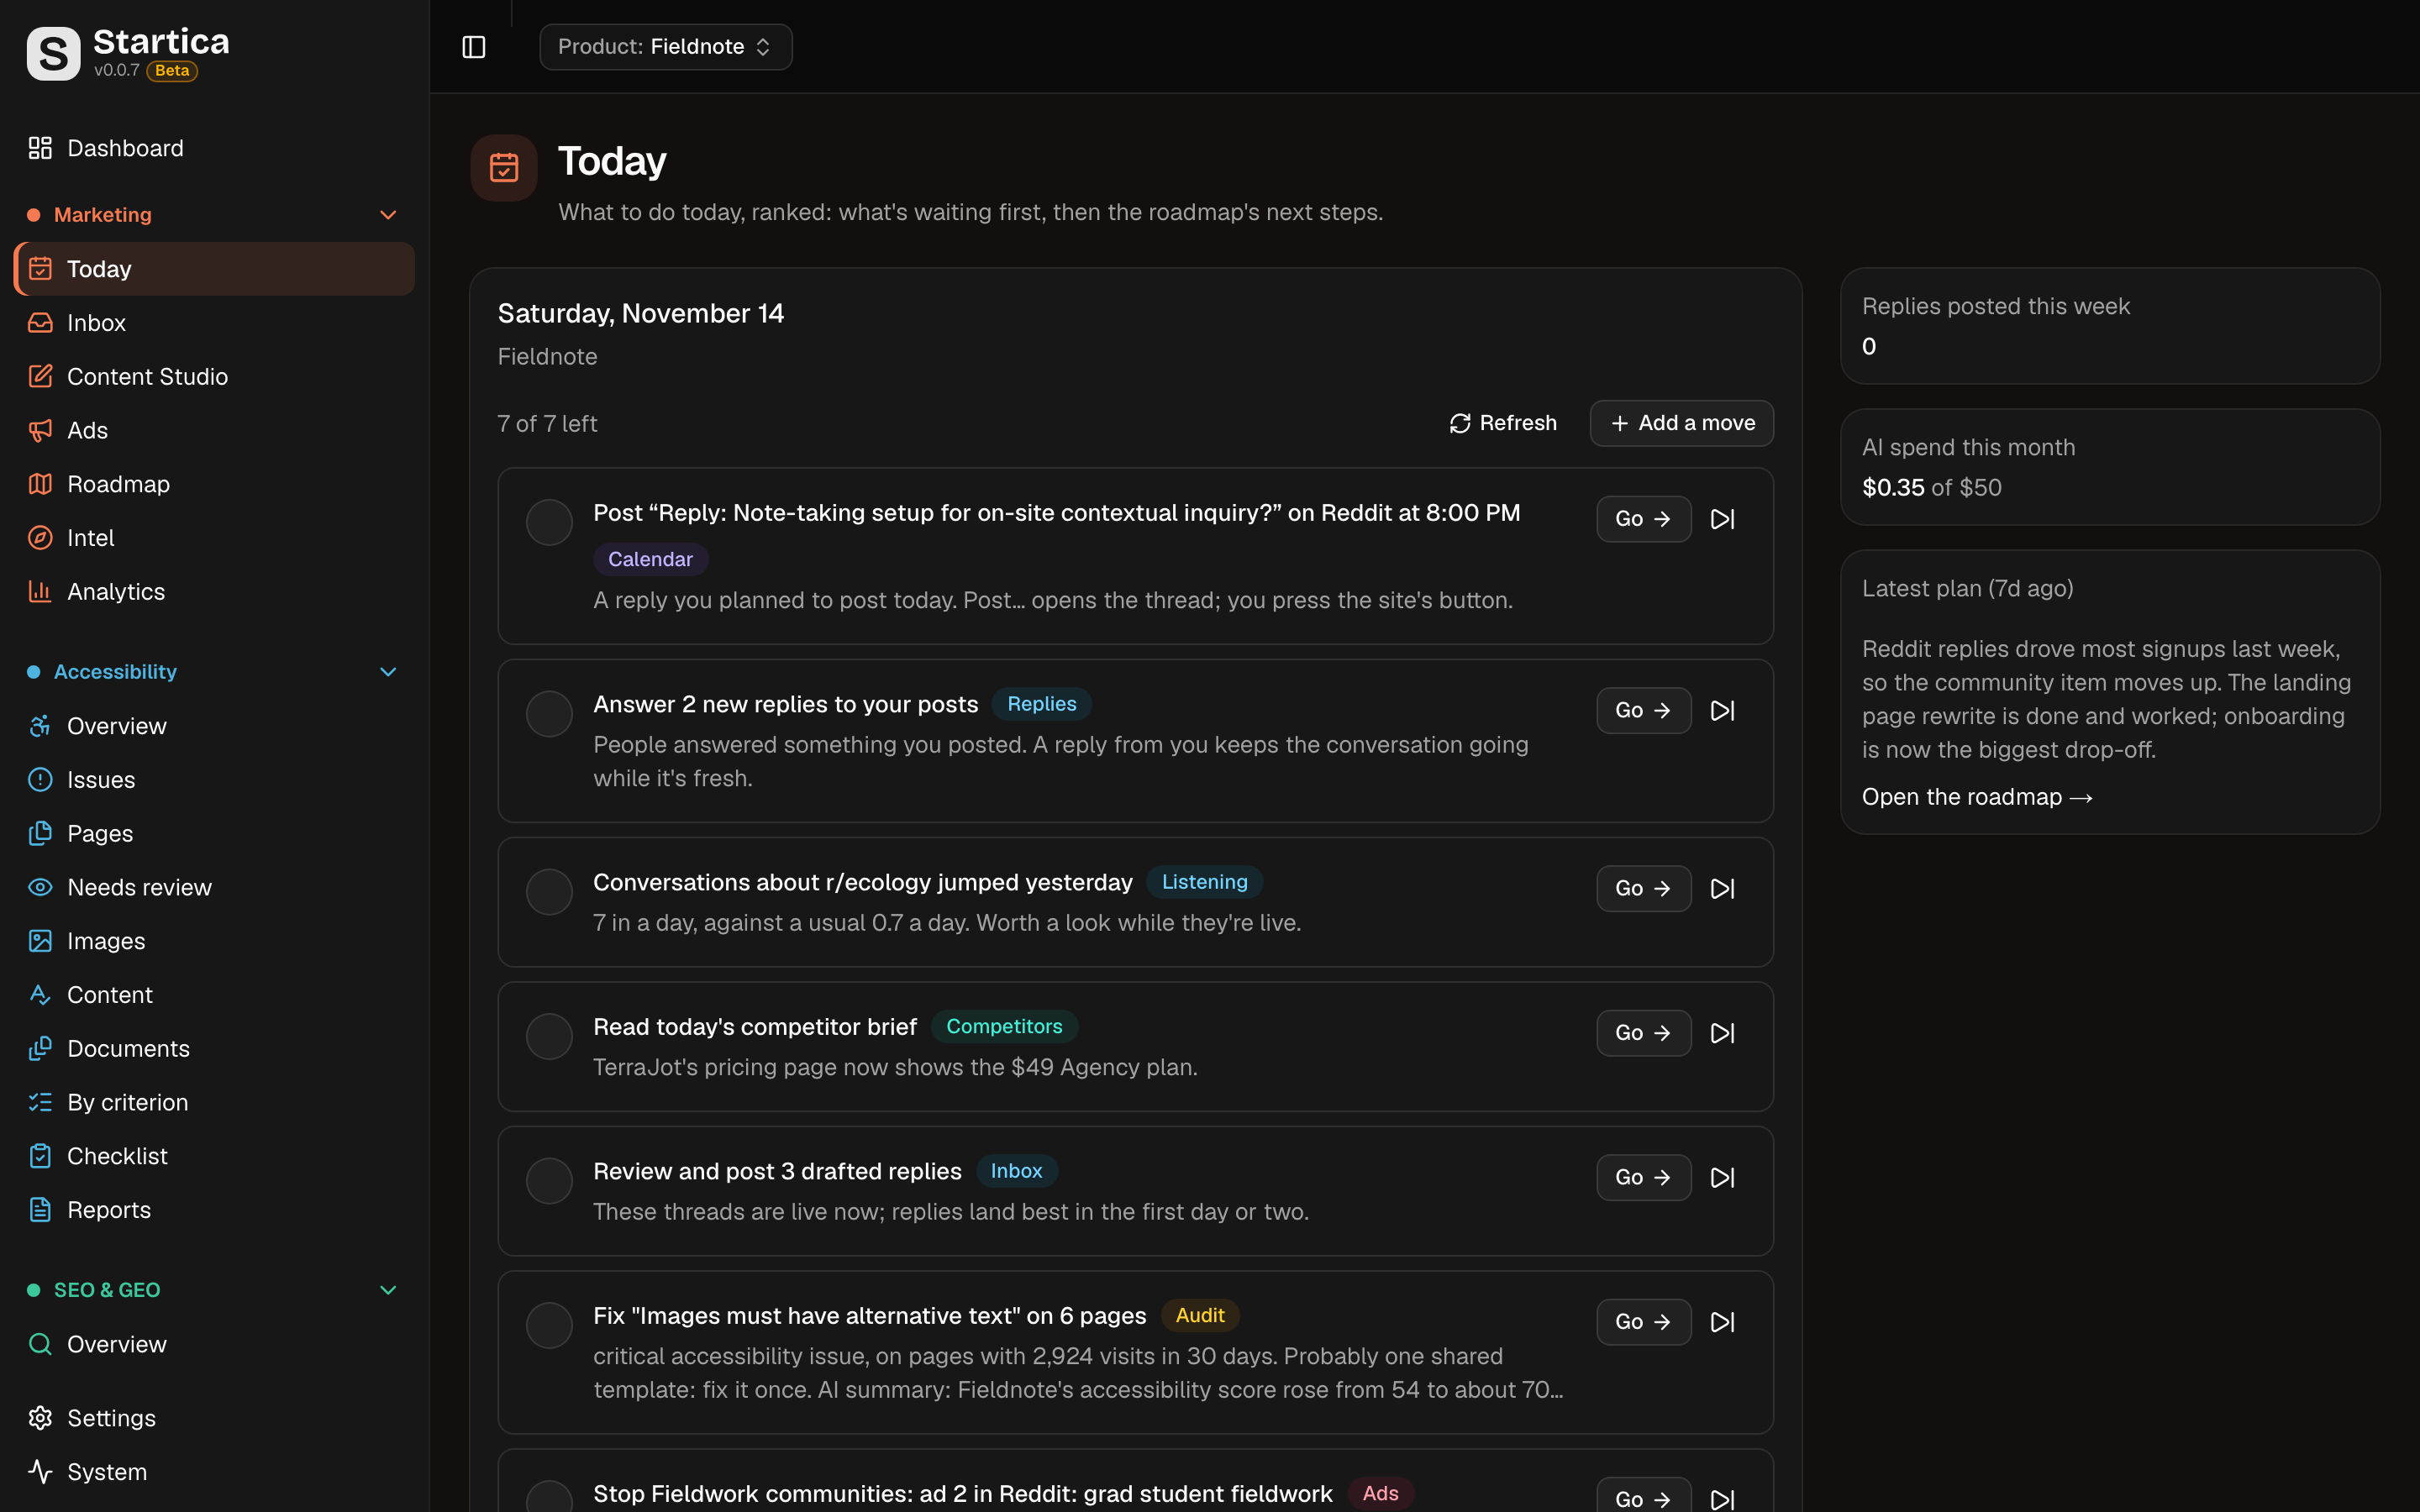 S
Startica
v0.0.7 Beta
Dashboard
Marketing
Today
Inbox
Content Studio
Ads
Roadmap
Intel
Analytics
Accessibility
Overview
Issues
Pages
Needs review
Images
Content
Documents
By criterion
Checklist
Reports
SEO & GEO
Overview
Settings
System
Product: Fieldnote
Today
What to do today, ranked: what's waiting first, then the roadmap's next steps.
Saturday, November 14
Fieldnote
7 of 7 left
Refresh
+ Add a move
Post “Reply: Note-taking setup for on-site contextual inquiry?” on Reddit at 8:00 PM
Calendar
A reply you planned to post today. Post... opens the thread; you press the site's button.
Go →
Answer 2 new replies to your posts Replies
People answered something you posted. A reply from you keeps the conversation going
while it's fresh.
Go →
Conversations about r/ecology jumped yesterday Listening
7 in a day, against a usual 0.7 a day. Worth a look while they're live.
Go →
Read today's competitor brief Competitors
TerraJot's pricing page now shows the $49 Agency plan.
Go →
Review and post 3 drafted replies Inbox
These threads are live now; replies land best in the first day or two.
Go →
Fix "Images must have alternative text" on 6 pages Audit
critical accessibility issue, on pages with 2,924 visits in 30 days. Probably one shared
template: fix it once. AI summary: Fieldnote's accessibility score rose from 54 to about 70...
Go →
Stop Fieldwork communities: ad 2 in Reddit: grad student fieldwork Ads
Go →
Replies posted this week
0
AI spend this month
$0.35 of $50
Latest plan (7d ago)
Reddit replies drove most signups last week,
so the community item moves up. The landing
page rewrite is done and worked; onboarding
is now the biggest drop-off.
Open the roadmap →